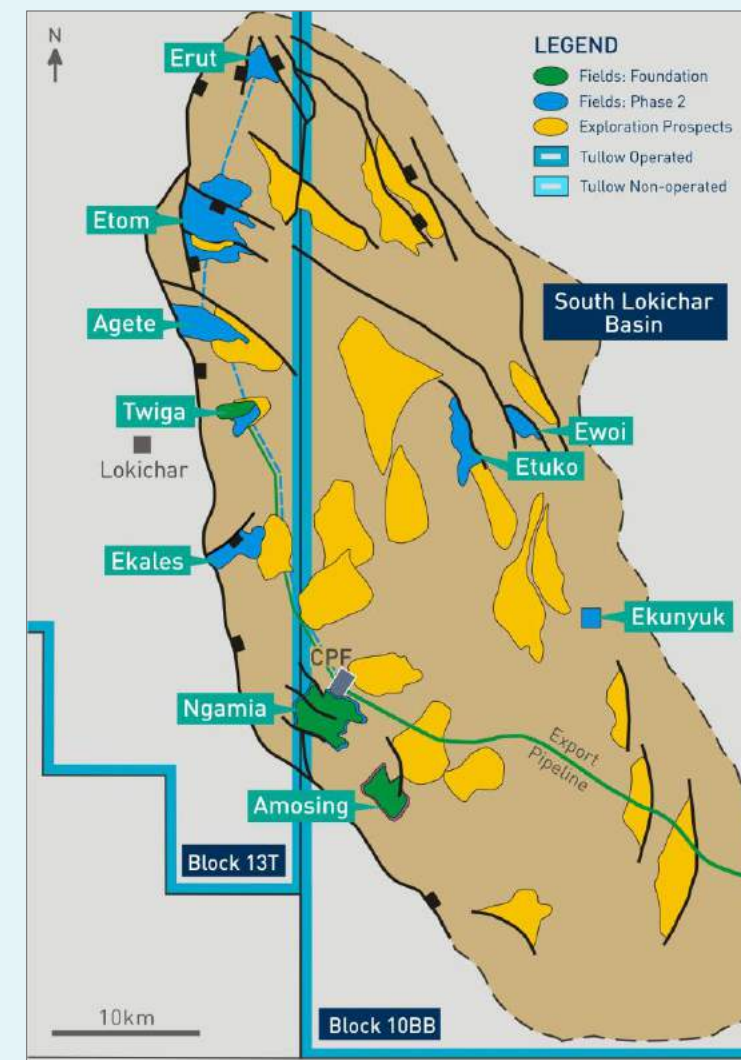 N
LEGEND
Fields: Foundation
Fields: Phase 2
Exploration Prospects
Tullow Operated
Tullow Non-operated
Erut
Etom
South Lokichar
Basin
Agete
Twiga
Ewoi
Lokichar
Etuko
Ekales
Ekunyuk
CPF
Ngamia
Export
Pipeline
Amosing
Block 13T
10km
Block 10BB